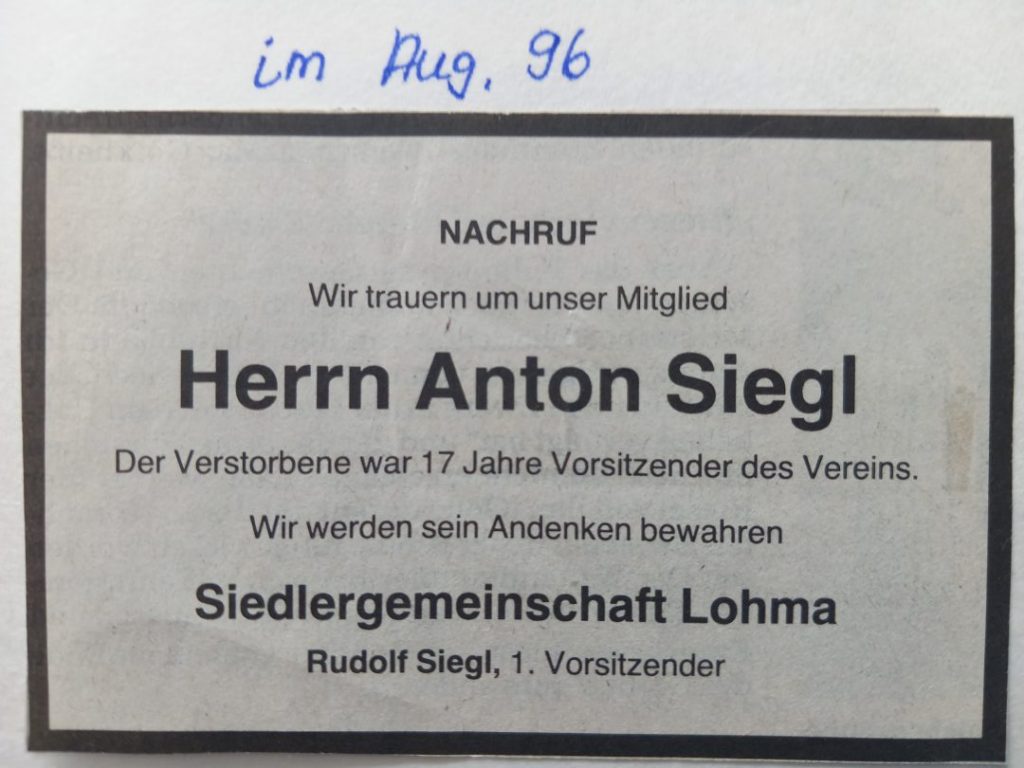 im Aug. 96
NACHRUF
Wir trauern um unser Mitglied
Herrn Anton Siegl
Der Verstorbene war 17 Jahre Vorsitzender des Vereins.
Wir werden sein Andenken bewahren
Siedlergemeinschaft Lohma
Rudolf Siegl, 1. Vorsitzender